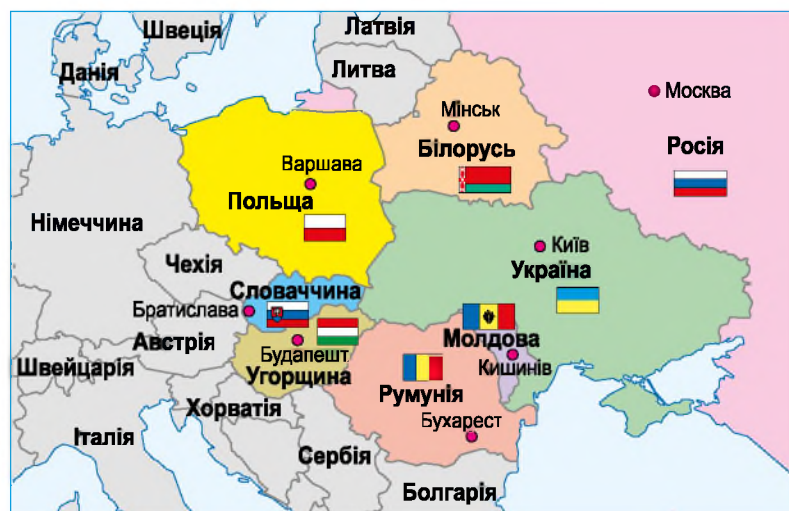 Швеція
Латвія
Данія
Литва
Москва
Мінськ
Білорусь
Росія
Варшава
Польща
Німеччина
Київ
Чехія
Україна
Словаччина
Братислава
Молдова
Австрія
Будапешт
Кишинів
Швейцарія
Угорщина
Румунія
Хорватія
Бухарест
Італія
Сербія
Болгарія